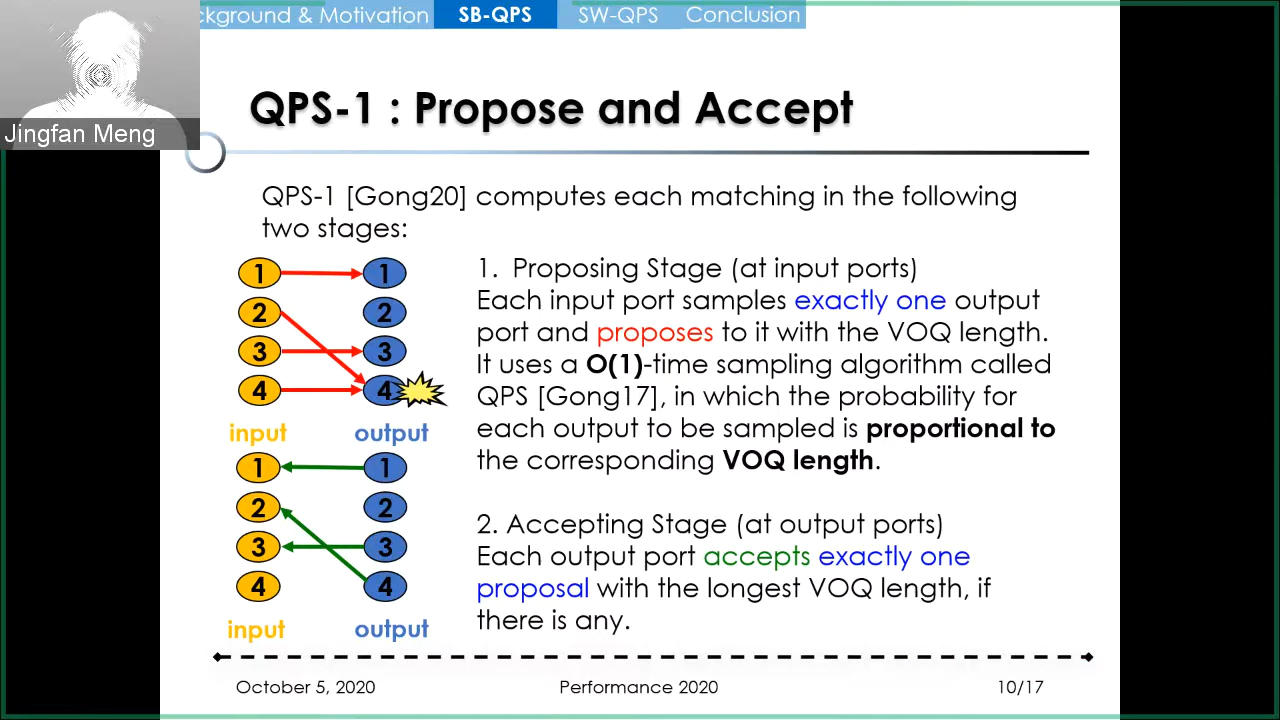 ckground & Motivation SB-QPS SW-QPS Conclusion
Jingfan Meng
QPS-1 : Propose and Accept
QPS-1 [Gong20] computes each matching in the following
two stages:
1 1
2 2
3 3
4 4
input output
1 1
2 2
3 3
4 4
input output
1. Proposing Stage (at input ports)
Each input port samples exactly one output
port and proposes to it with the VOQ length.
It uses a O(1)-time sampling algorithm called
QPS [Gong17], in which the probability for
each output to be sampled is proportional to
the corresponding VOQ length.
2. Accepting Stage (at output ports)
Each output port accepts exactly one
proposal with the longest VOQ length, if
there is any.
October 5, 2020 Performance 2020 10/17